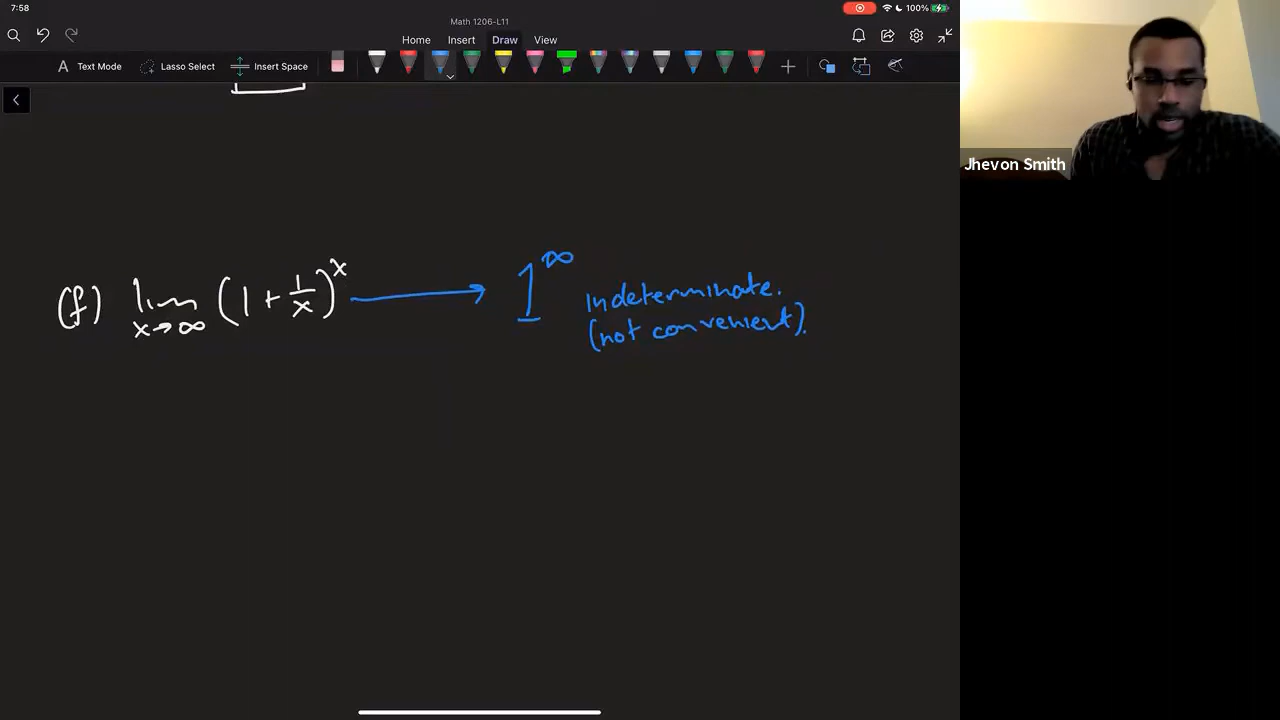 7:58
100%
Math 1206-L11
Home Insert Draw View
Text Mode Lasso Select Insert Space
Jhevon Smith
(f) lim x→∞ (1 + 1/x)^x → 1^∞
indeterminate.
(not convenient).